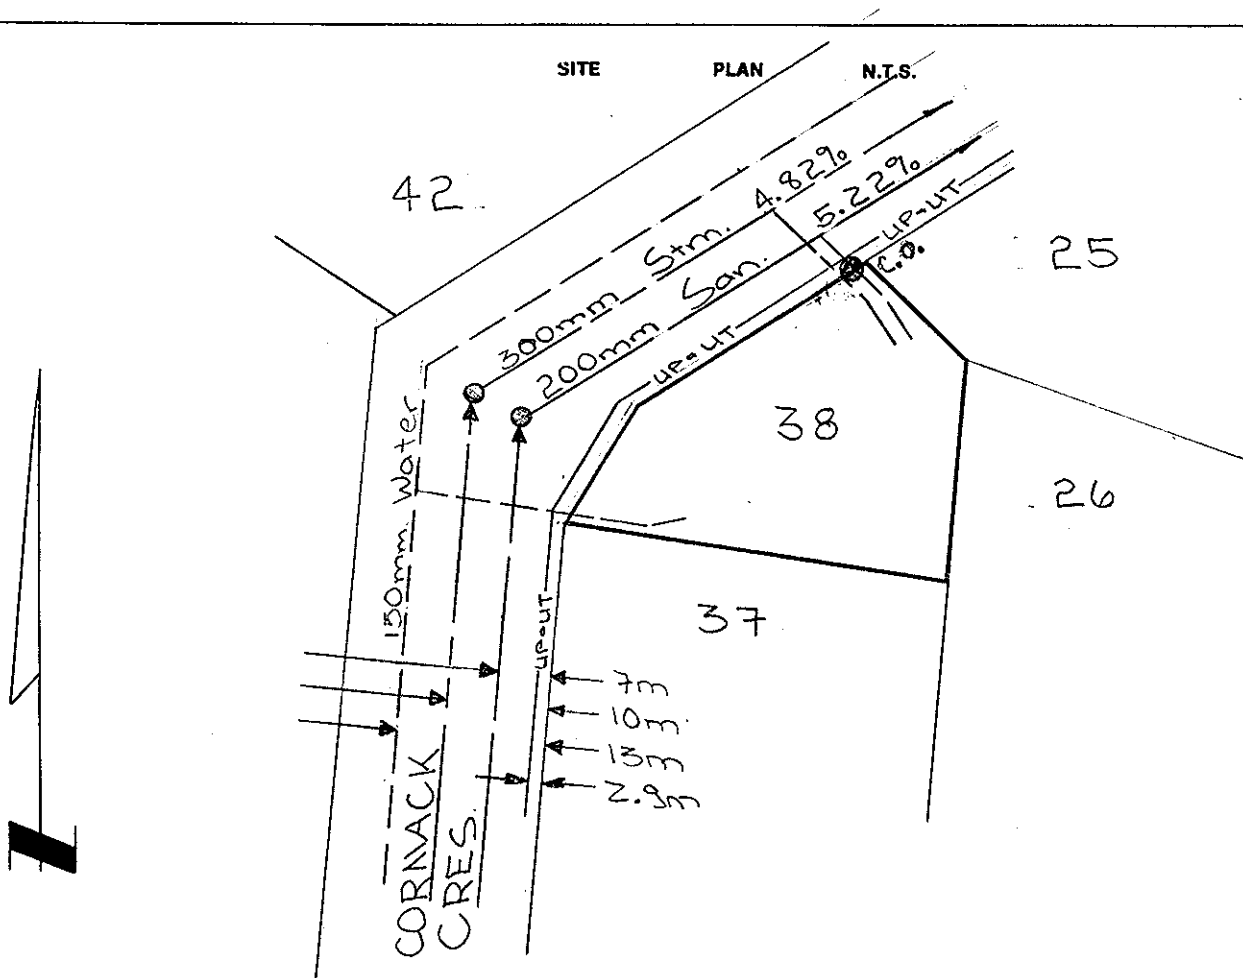 SITE PLAN N.T.S.
42
300mm Stm. 4.82%
200mm San. 5.22%
UP-UT
C.O.
25
UP-UT
38
150mm. Water
26
37
UP-UT
7m
10m
13m
2.9m
CORMACK
CRES.